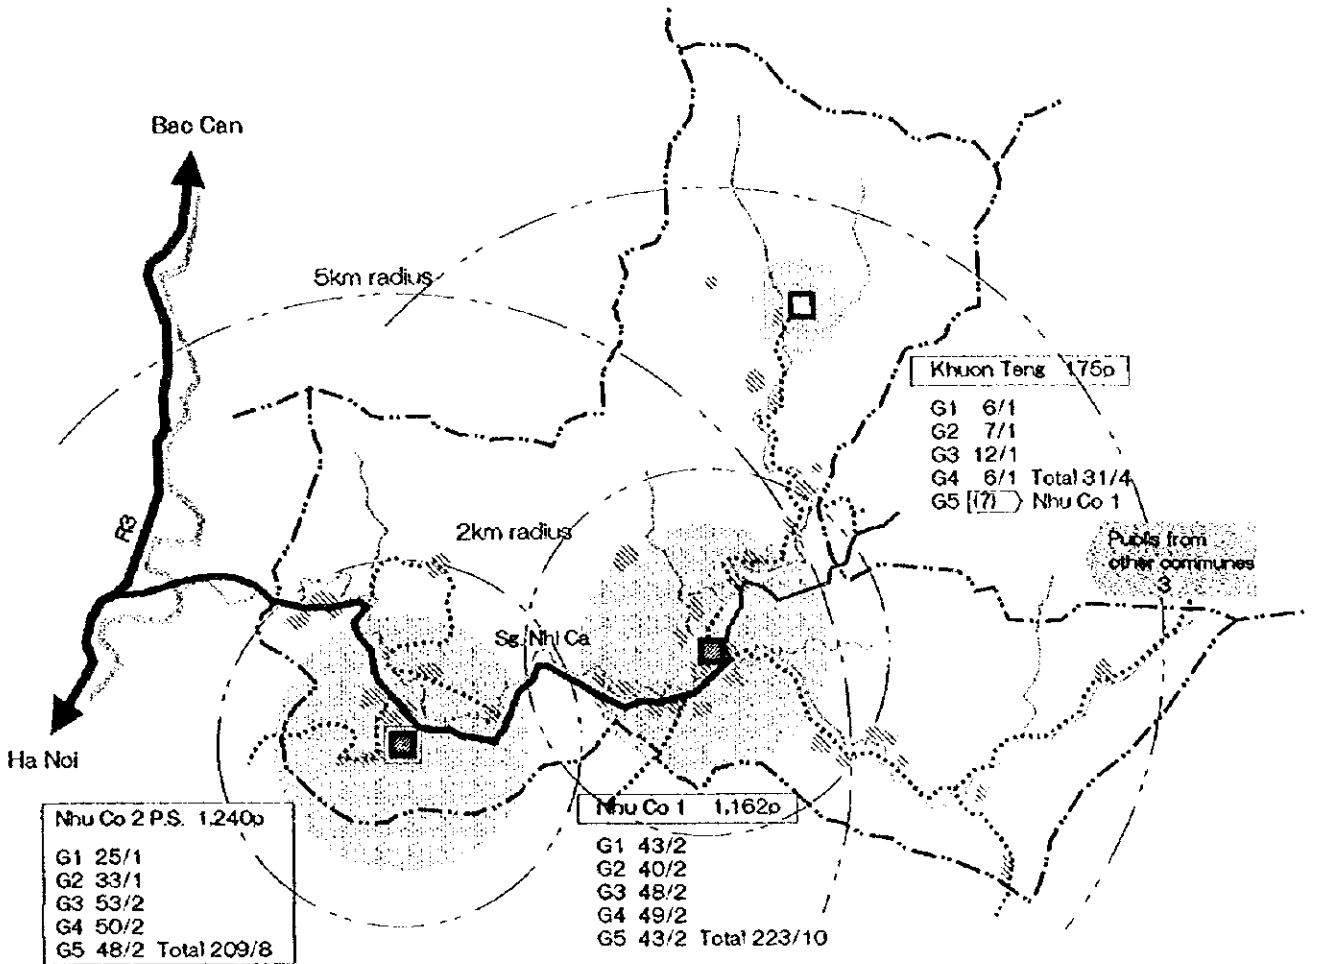 Bac Can
5km radius
Khuon Teng 175p
G1 6/1
G2 7/1
G3 12/1
G4 6/1 Total 31/4
G5 (7) Nhu Co 1
R3
2km radius
Pupils from
other communes
3
Sg. Nhi Ca
Ha Noi
Nhu Co 2 P.S. 1,240p
G1 25/1
G2 33/1
G3 53/2
G4 50/2
G5 48/2 Total 209/8
Nhu Co 1 1,162p
G1 43/2
G2 40/2
G3 48/2
G4 49/2
G5 43/2 Total 223/10